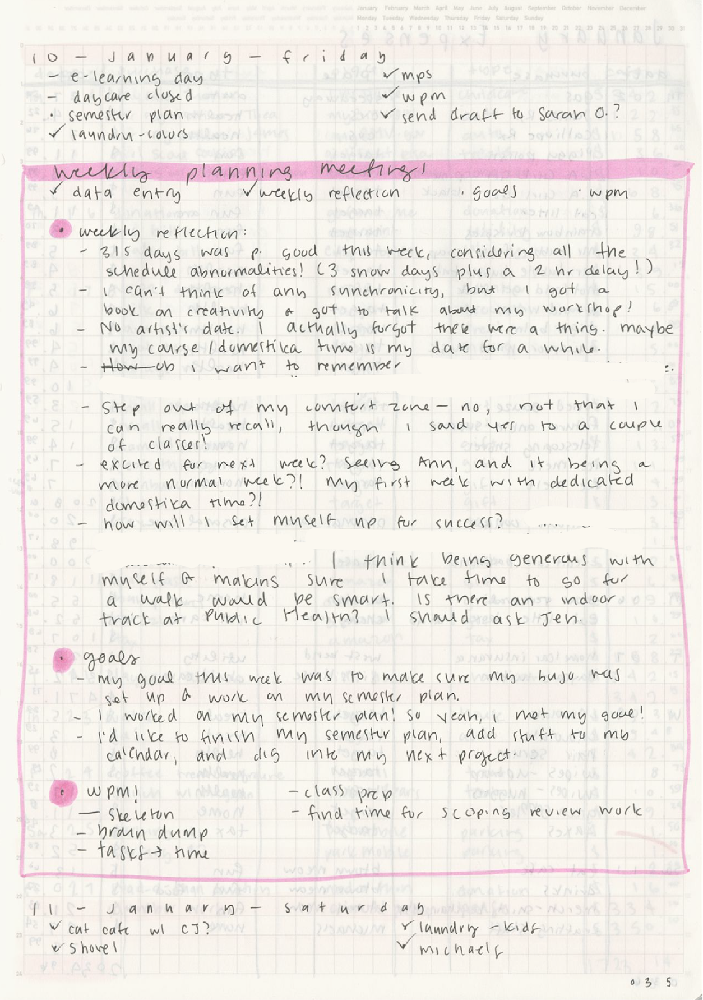 January February March April May June July August September October November December
Monday Tuesday Wednesday Thursday Friday Saturday Sunday
1 2 3 4 5 6 7 8 9 10 11 12 13 14 15 16 17 18 19 20 21 22 23 24 25 26 27 28 29 30 31
10 - January - friday
- e-learning day
- daycare closed
· semester plan
✓ laundry - colors
✓ mps
✓ wpm
✓ send draft to Sarah O.?
weekly planning meeting!
✓ data entry ✓ weekly reflection · goals · wpm
• weekly reflection:
- 3/5 days was p. good this week, considering all the
schedule abnormalities! (3 snow days plus a 2 hr delay!)
- I can't think of any synchronicity, but I got a
book on creativity & got to talk about my workshop!
- No artist's date. I actually forgot these were a thing. maybe
my course/domestika time is my date for a while.
- How ob i want to remember
- Step out of my comfort zone - no, not that I
can really recall, though I said yes to a couple
of classes!
- excited for next week? Seeing Ann, and it being a
more normal week?! My first week with dedicated
domestika time?!
- how will I set myself up for success?
I think being generous with
myself & making sure I take time to go for
a walk would be smart. Is there an indoor
track at Public Health? I should ask Jen.
• goals
- my goal this week was to make sure my bujo was
set up & work on my semester plan.
- I worked on my semester plan! So yeah, i met my goal!
- I'd like to finish my semester plan, add stuff to mb
calendar, and dig into my next project.
• wpm!
— skeleton
- brain dump
- tasks → time
- class prep
- find time for scoping review work
11 - January - saturday
✓ cat cafe w/ CJ?
✓ shovel
✓ laundry - kids
✓ michaels
035